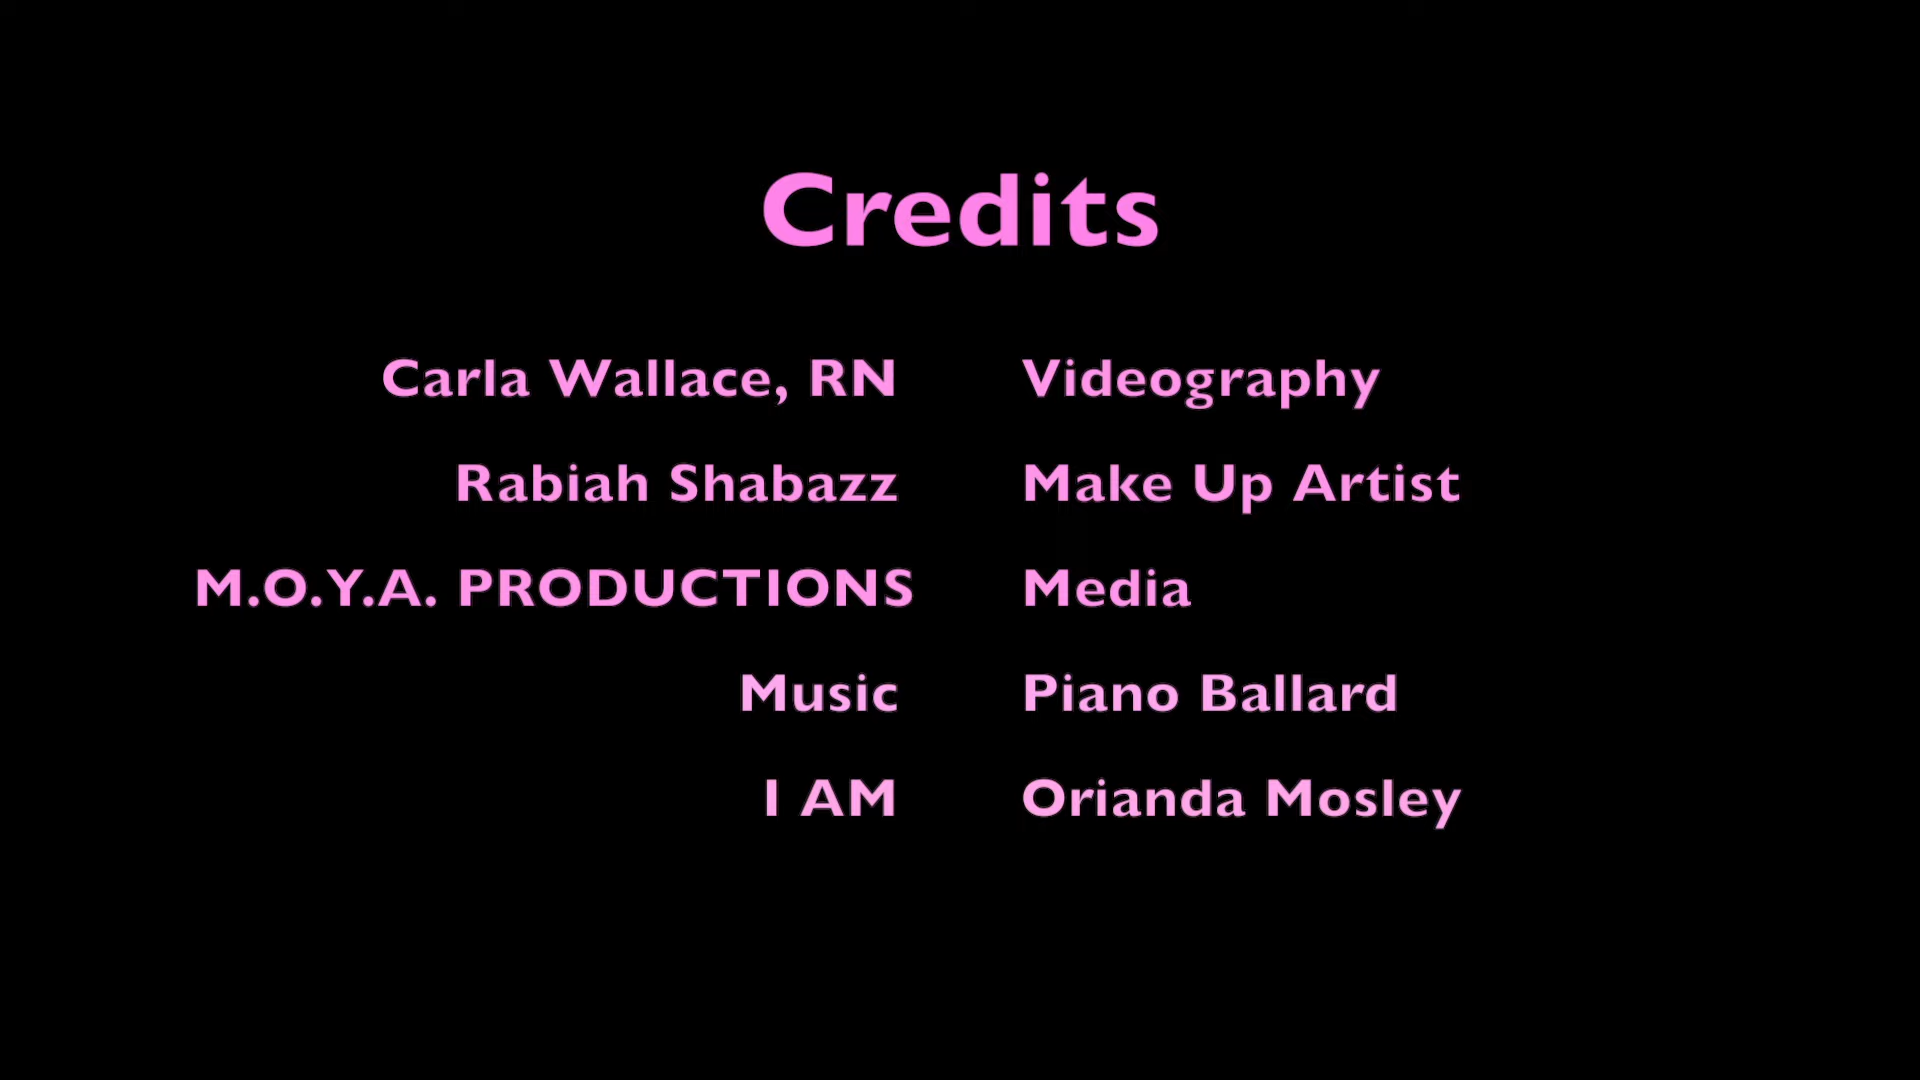 Credits
Carla Wallace, RN Videography
Rabiah Shabazz Make Up Artist
M.O.Y.A. PRODUCTIONS Media
Music Piano Ballard
I AM Orianda Mosley